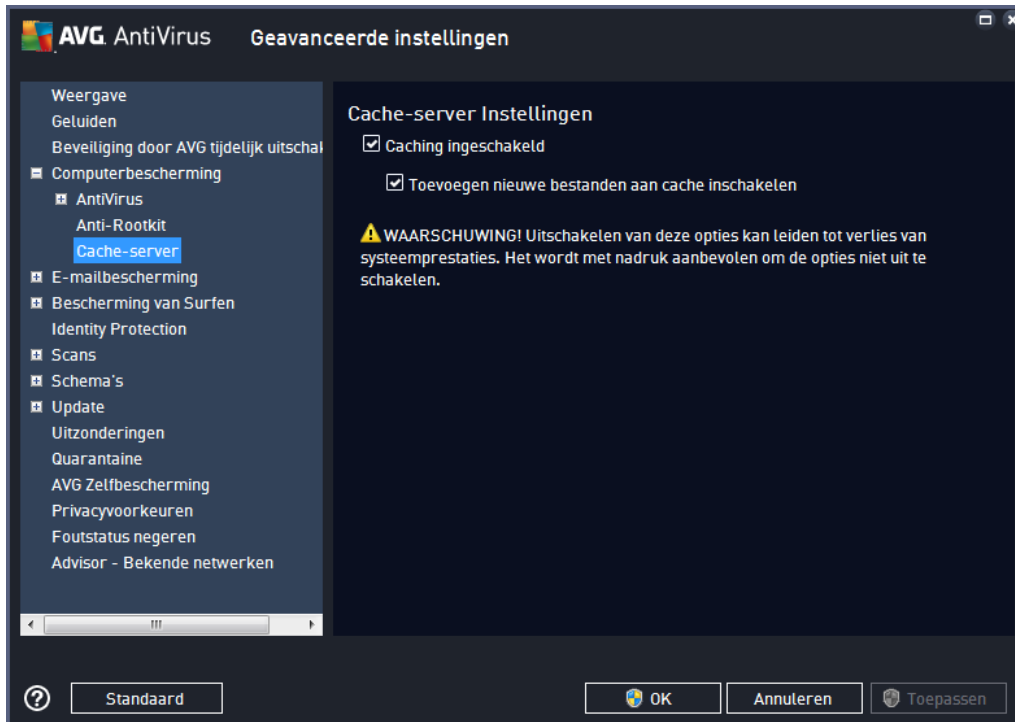 AVG. AntiVirus
Geavanceerde instellingen
Weergave
Geluiden
Beveiliging door AVG tijdelijk uitschak
Computerbescherming
AntiVirus
Anti-Rootkit
Cache-server
E-mailbescherming
Bescherming van Surfen
Identity Protection
Scans
Schema's
Update
Uitzonderingen
Quarantaine
AVG Zelfbescherming
Privacyvoorkeuren
Foutstatus negeren
Advisor - Bekende netwerken
Cache-server Instellingen
Caching ingeschakeld
Toevoegen nieuwe bestanden aan cache inschakelen
WAARSCHUWING! Uitschakelen van deze opties kan leiden tot verlies van
systeemprestaties. Het wordt met nadruk aanbevolen om de opties niet uit te
schakelen.
?
Standaard
OK
Annuleren
Toepassen